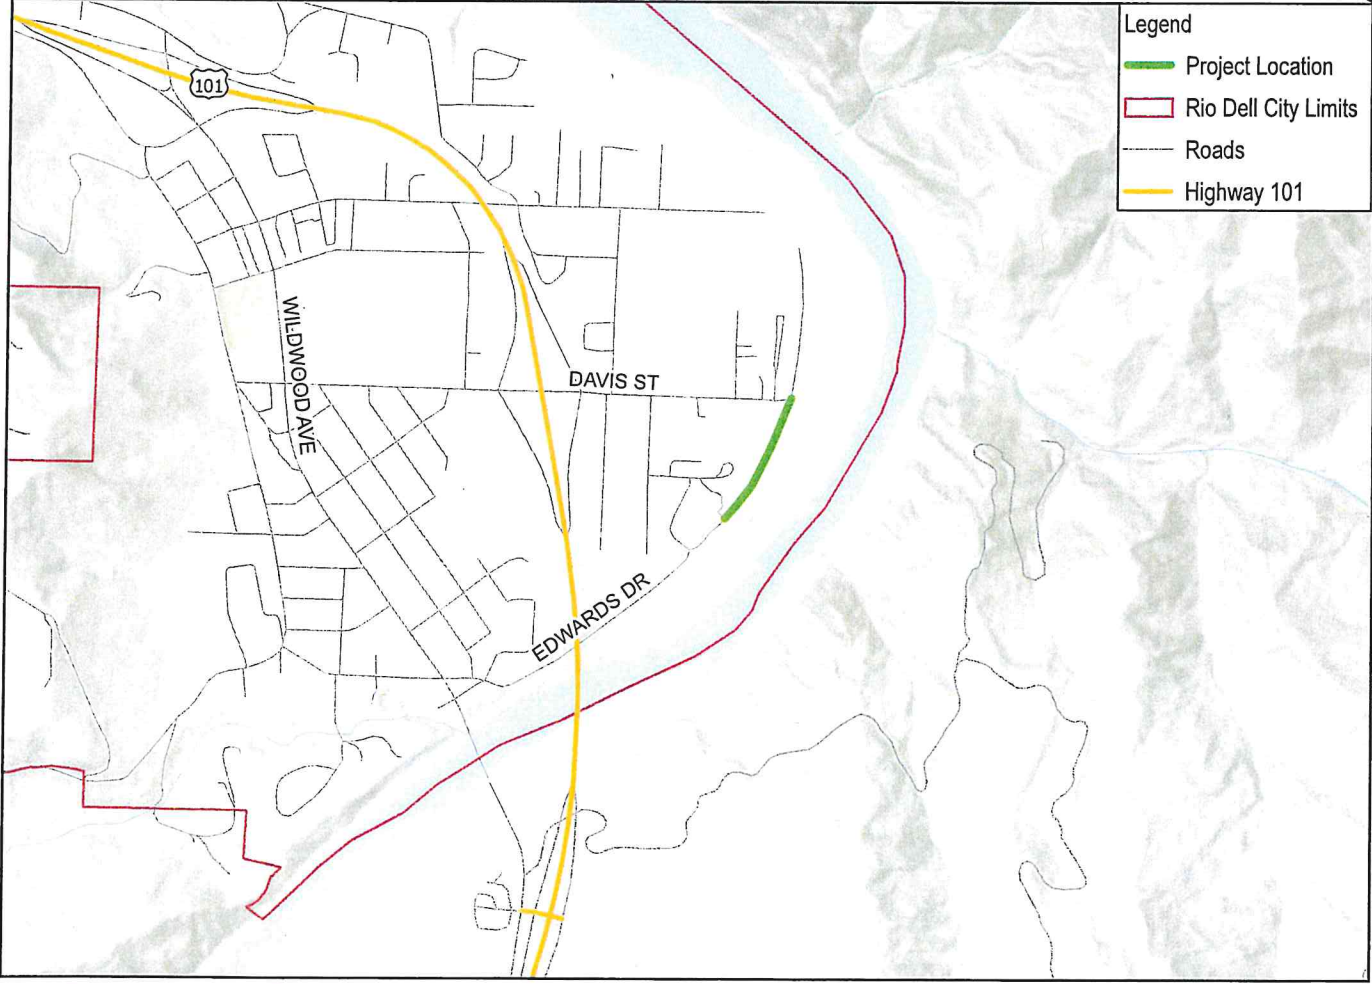 Legend
Project Location
Rio Dell City Limits
Roads
Highway 101
101
WILDWOOD AVE
DAVIS ST
EDWARDS DR